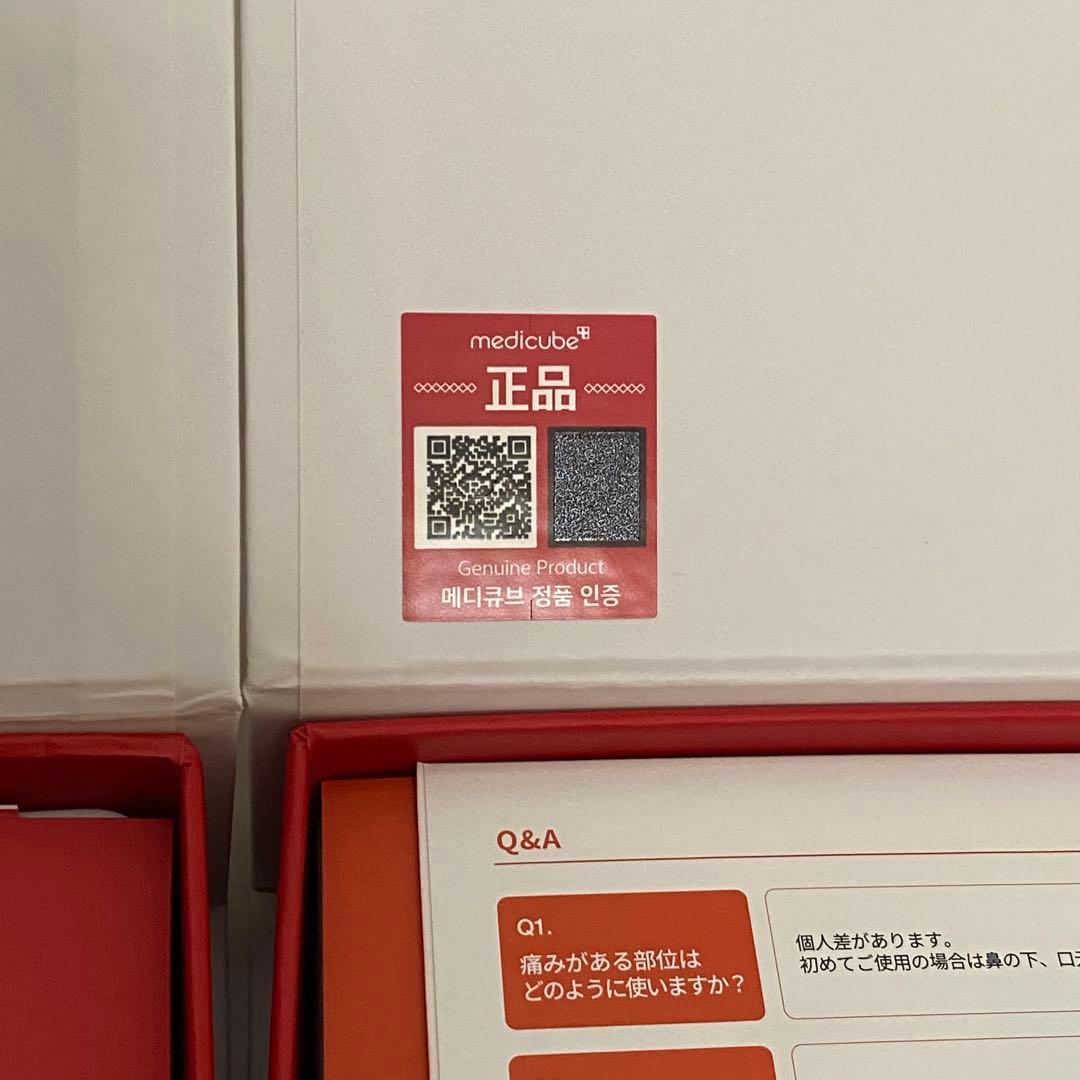 medicube
正品
Genuine Product
메디큐브 정품 인증
Q&A
Q1.
痛みがある部位は
どのように使いますか？
個人差があります。
初めてご使用の場合は鼻の下、口元